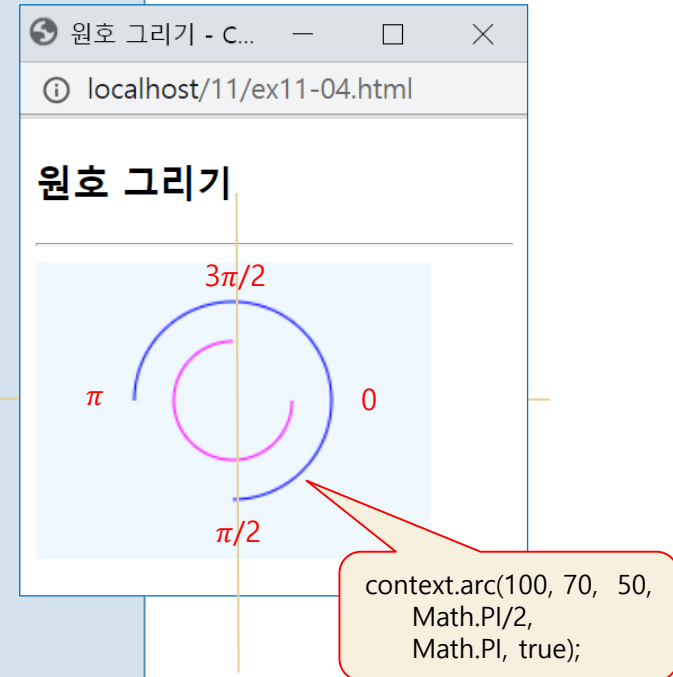 원호 그리기 - C...
localhost/11/ex11-04.html
원호 그리기
3π/2
π
0
π/2
context.arc(100, 70, 50,
Math.PI/2,
Math.PI, true);